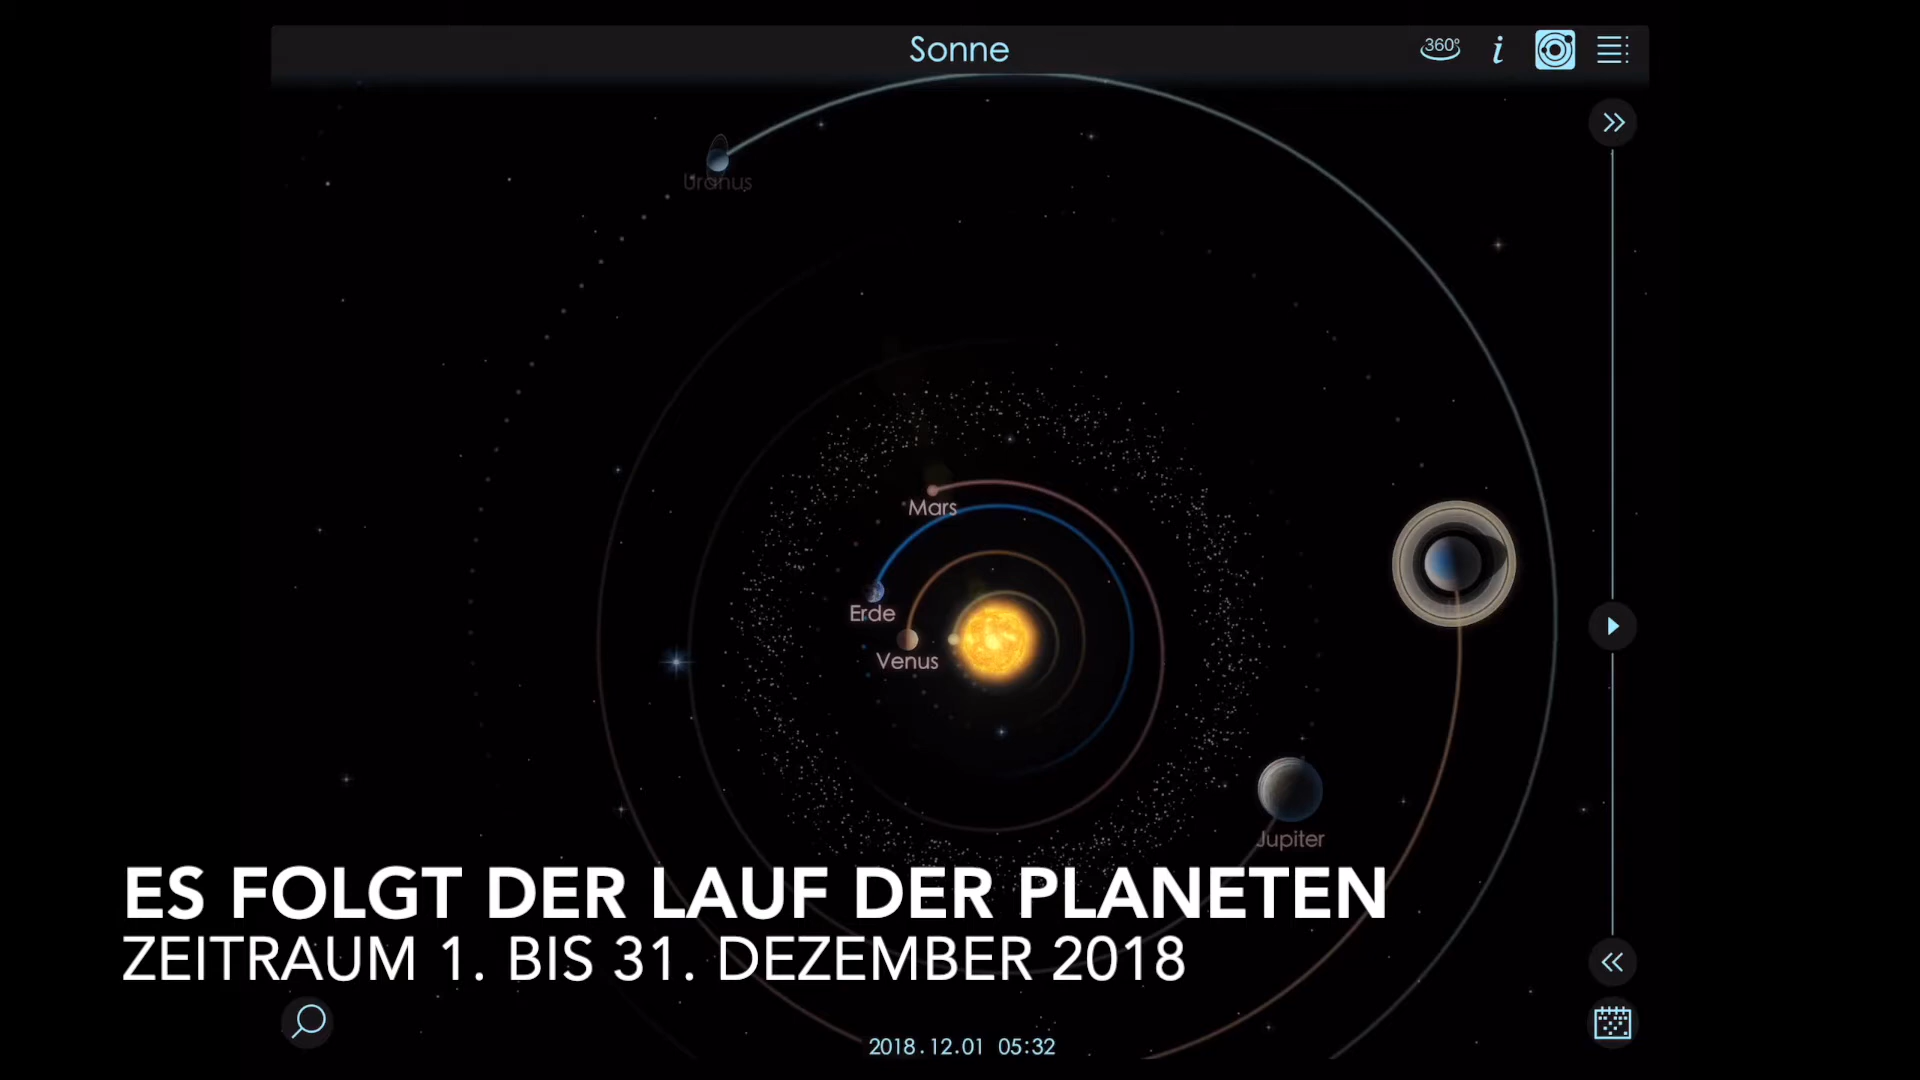 Sonne
360°
i
Uranus
Mars
Erde
Venus
Jupiter
ES FOLGT DER LAUF DER PLANETEN
ZEITRAUM 1. BIS 31. DEZEMBER 2018
2018.12.01 05:32